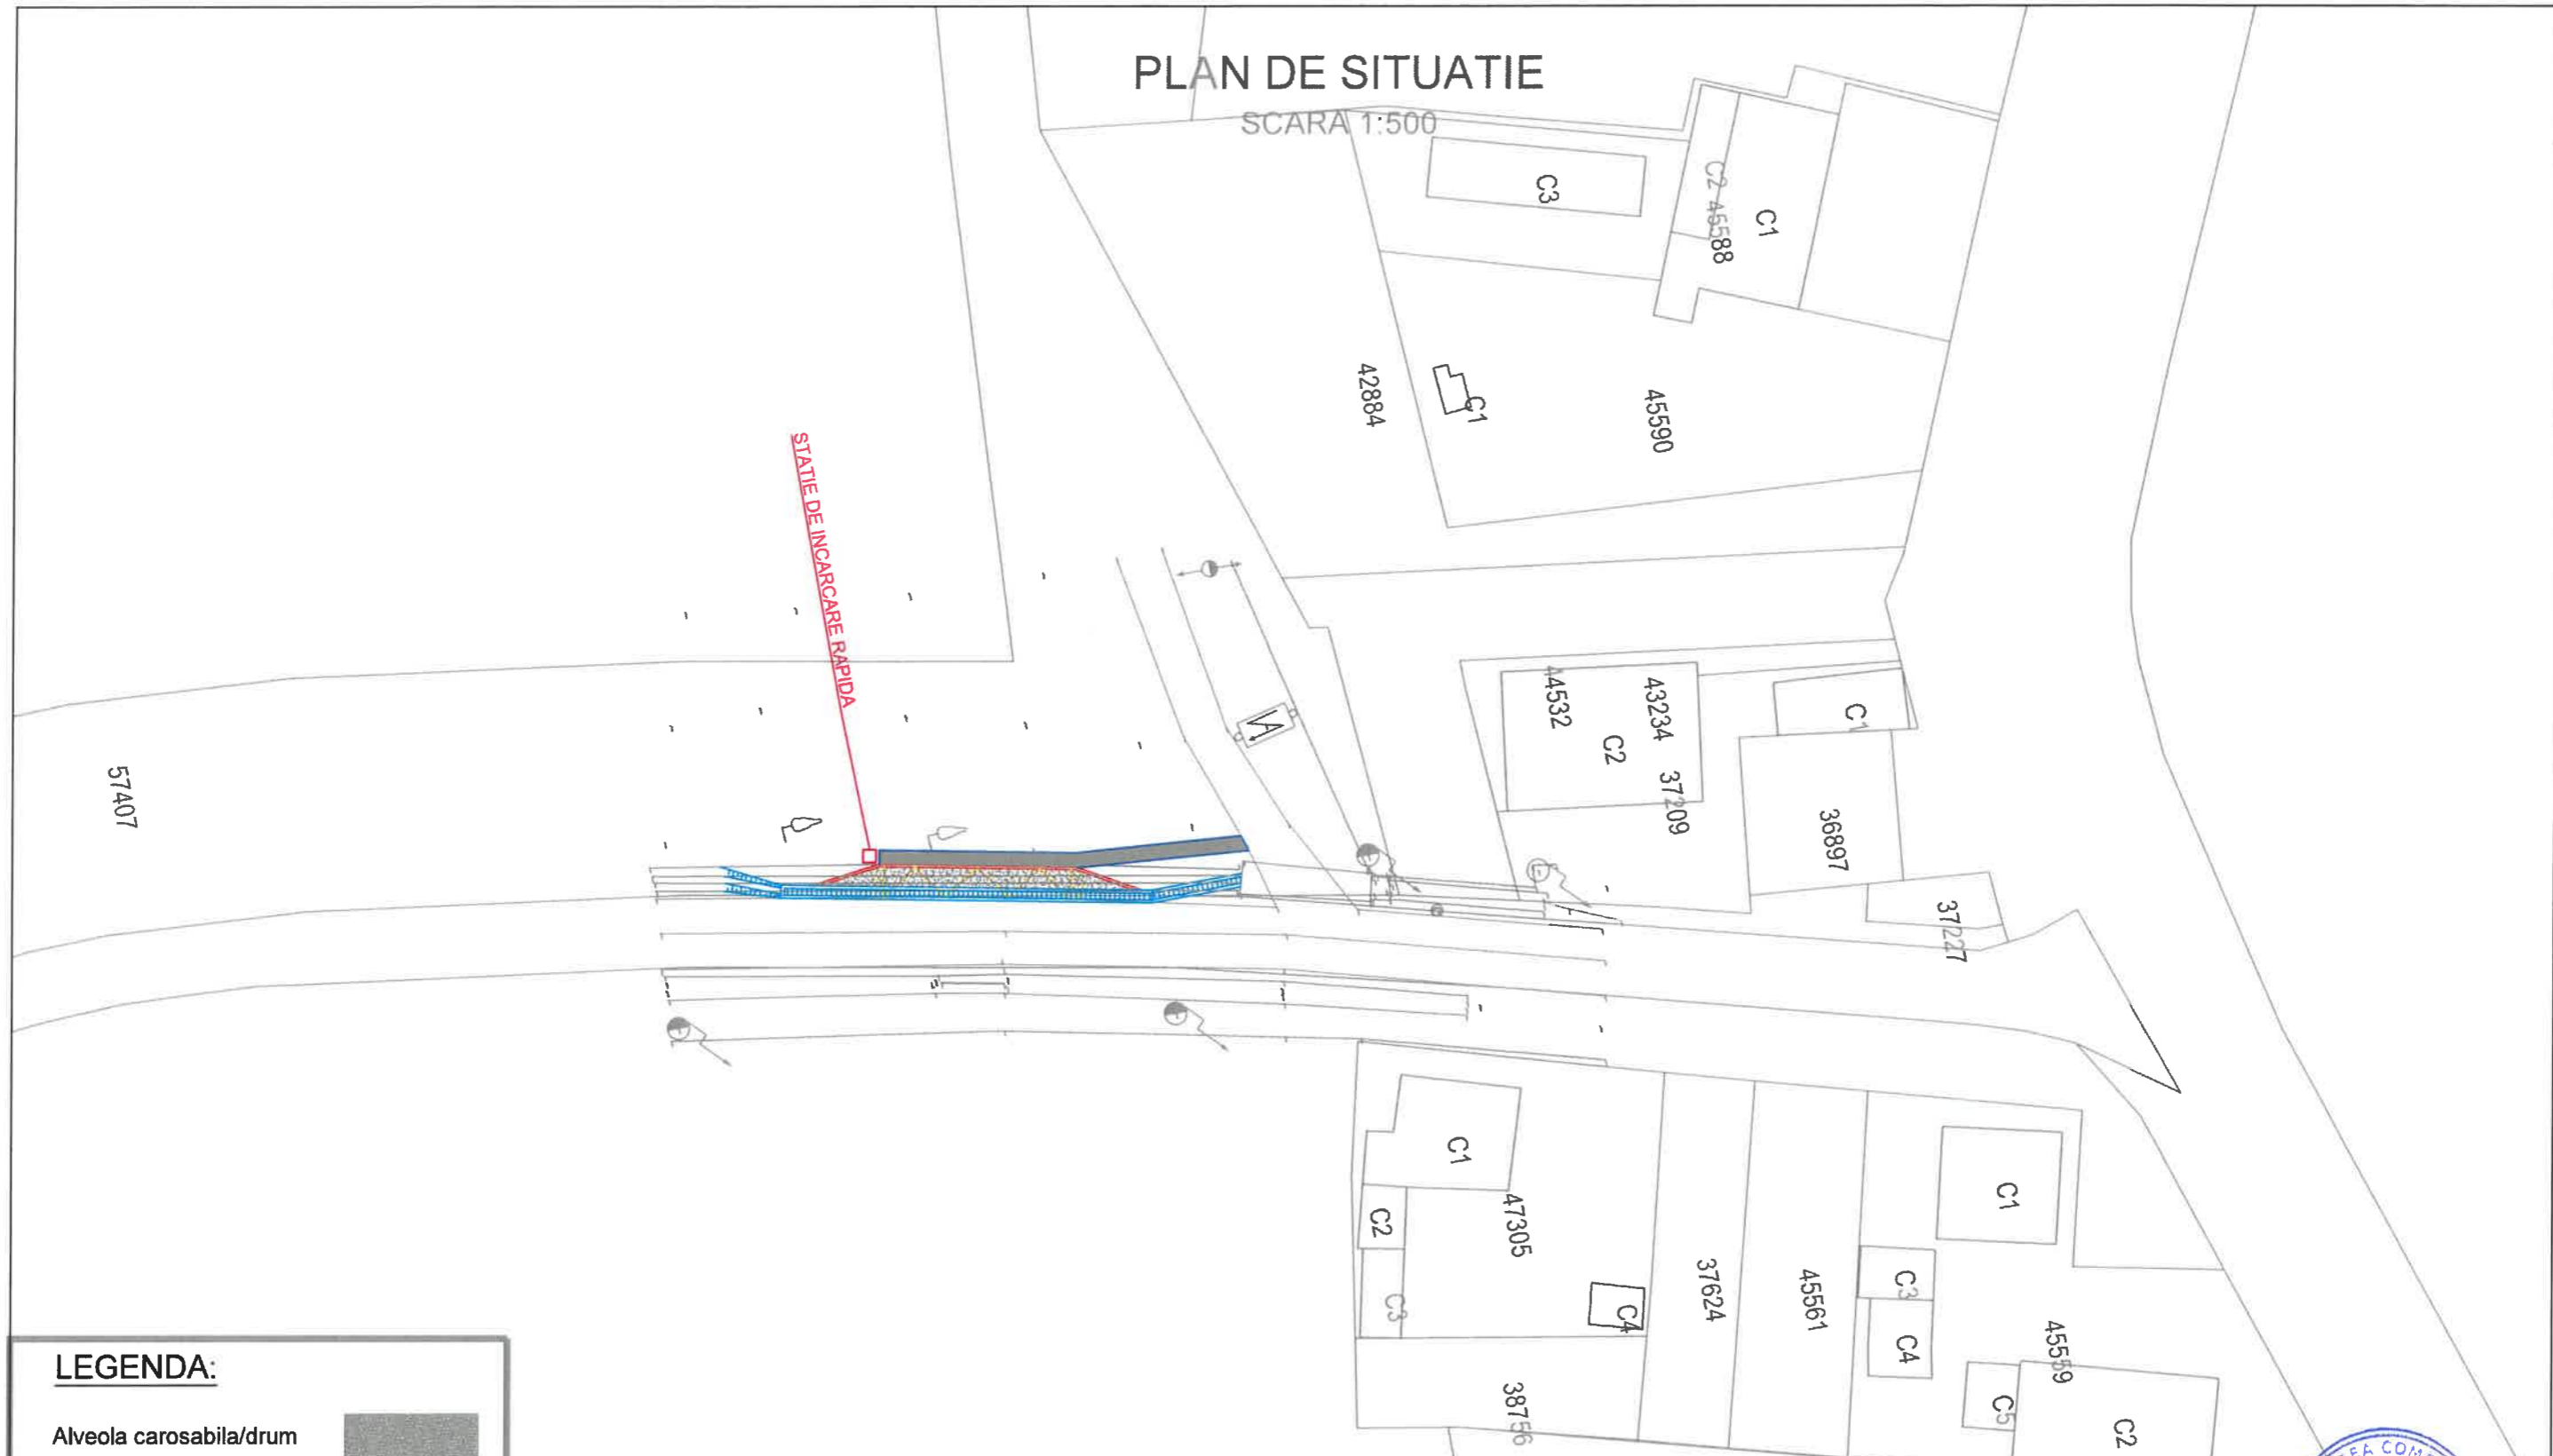 PLAN DE SITUATIE
SCARA 1:500
C3
C2 45588
C1
42884
C1
45590
STATIE DE INCARCARE RAPIDA
44532
43234
C2
37209
C1
36897
37227
57407
C1
47305
C2
C3
C4
37624
45561
C1
C3
C4
45559
C5
C2
38756
LEGENDA:
Alveola carosabila/drum